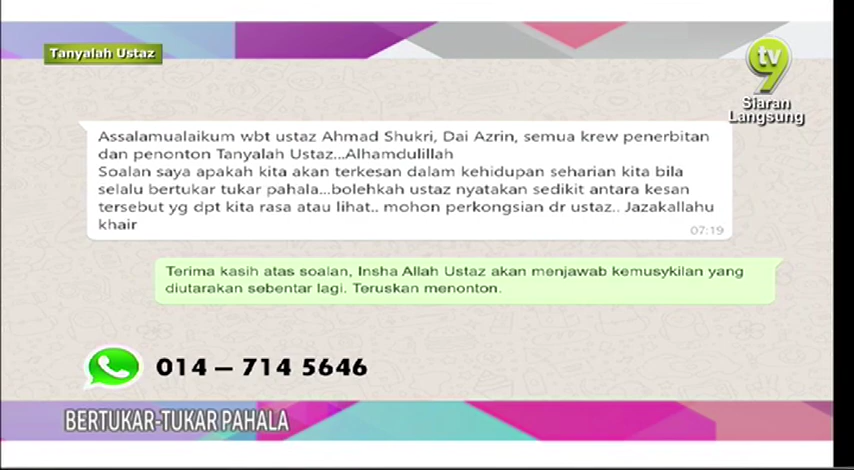 Tanyalah Ustaz
tv
9
Siaran
Langsung
Assalamualaikum wbt ustaz Ahmad Shukri, Dai Azrin, semua krew penerbitan
dan penonton Tanyalah Ustaz...Alhamdulillah
Soalan saya apakah kita akan terkesan dalam kehidupan seharian kita bila
selalu bertukar tukar pahala...bolehkah ustaz nyatakan sedikit antara kesan
tersebut yg dpt kita rasa atau lihat.. mohon perkongsian dr ustaz.. Jazakallahu
khair
07:19
Terima kasih atas soalan, Insha Allah Ustaz akan menjawab kemusykilan yang
diutarakan sebentar lagi. Teruskan menonton.
014 – 714 5646
BERTUKAR-TUKAR PAHALA